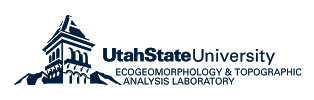 UtahStateUniversity
ECOGEOMORPHOLOGY & TOPOGRAPHIC
ANALYSIS LABORATORY